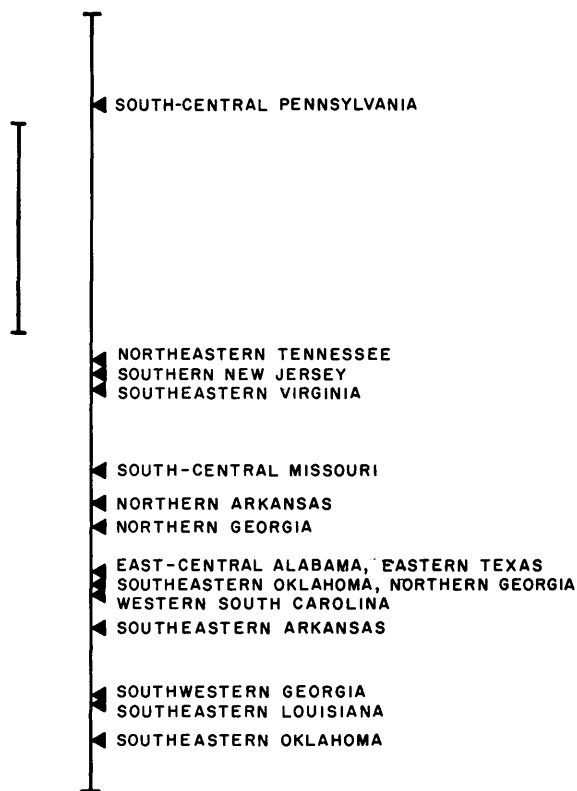 SOUTH-CENTRAL PENNSYLVANIA
NORTHEASTERN TENNESSEE
SOUTHERN NEW JERSEY
SOUTHEASTERN VIRGINIA
SOUTH-CENTRAL MISSOURI
NORTHERN ARKANSAS
NORTHERN GEORGIA
EAST-CENTRAL ALABAMA, EASTERN TEXAS
SOUTHEASTERN OKLAHOMA, NORTHERN GEORGIA
WESTERN SOUTH CAROLINA
SOUTHEASTERN ARKANSAS
SOUTHWESTERN GEORGIA
SOUTHEASTERN LOUISIANA
SOUTHEASTERN OKLAHOMA